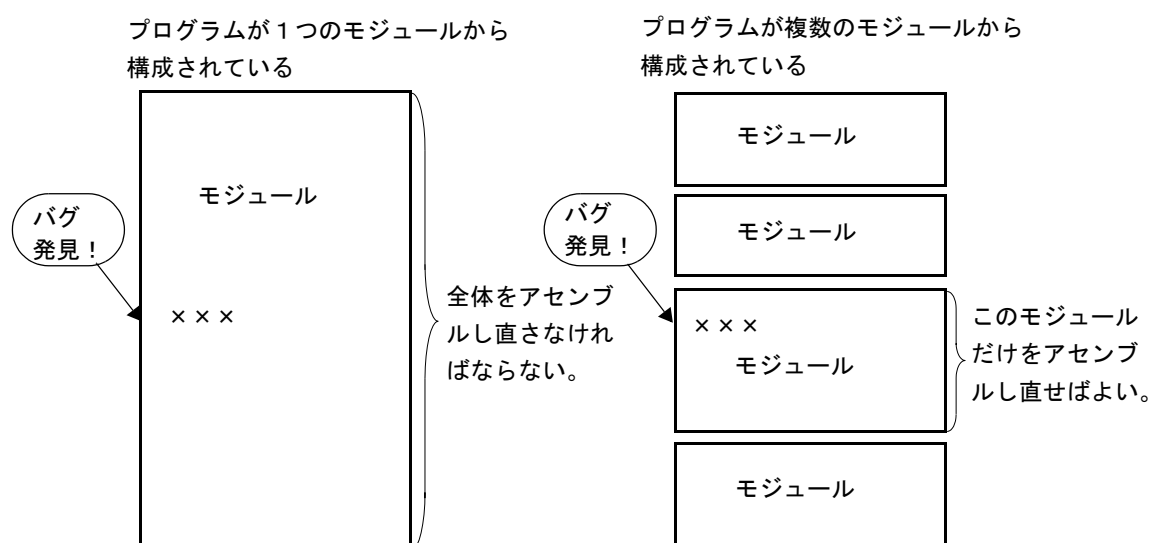 プログラムが１つのモジュールから
構成されている
モジュール
バグ
発見！
×××
全体をアセンブ
ルし直さなけれ
ばならない。
プログラムが複数のモジュールから
構成されている
モジュール
モジュール
バグ
発見！
×××
モジュール
このモジュール
だけをアセンブ
ルし直せばよい。
モジュール